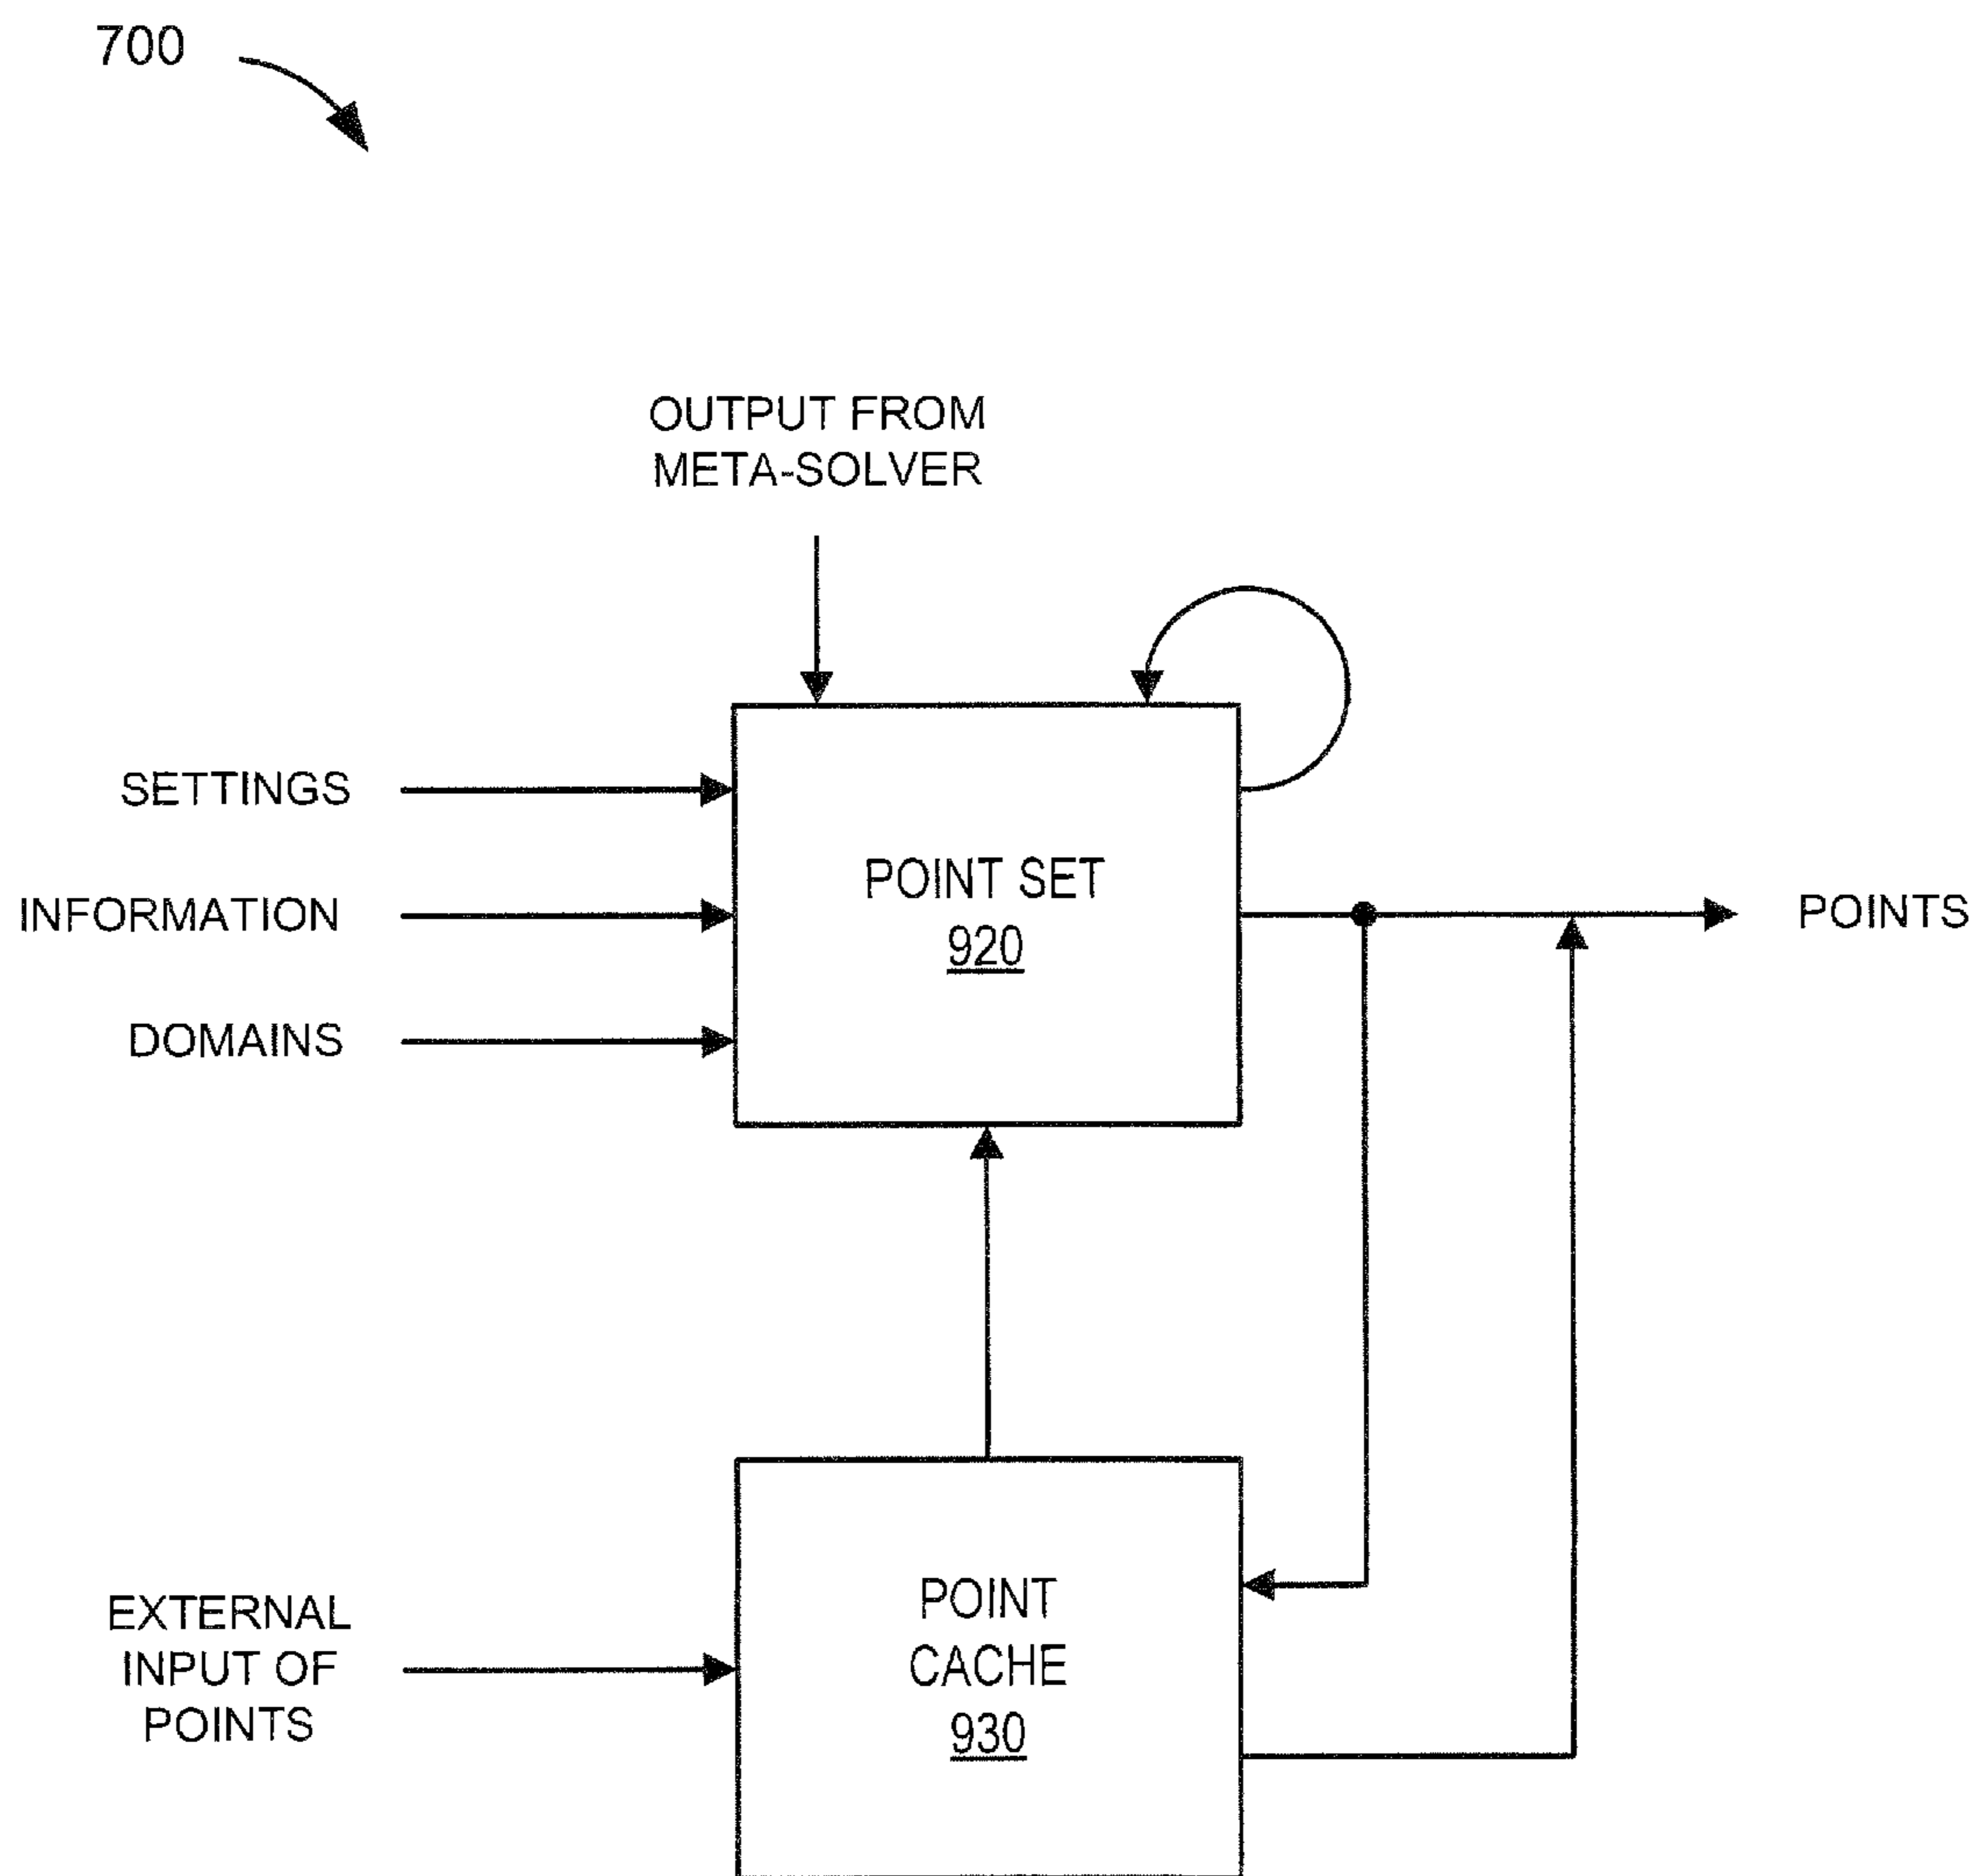 700
OUTPUT FROM
META-SOLVER
SETTINGS
INFORMATION
DOMAINS
POINT SET
920
POINTS
EXTERNAL
INPUT OF
POINTS
POINT
CACHE
930